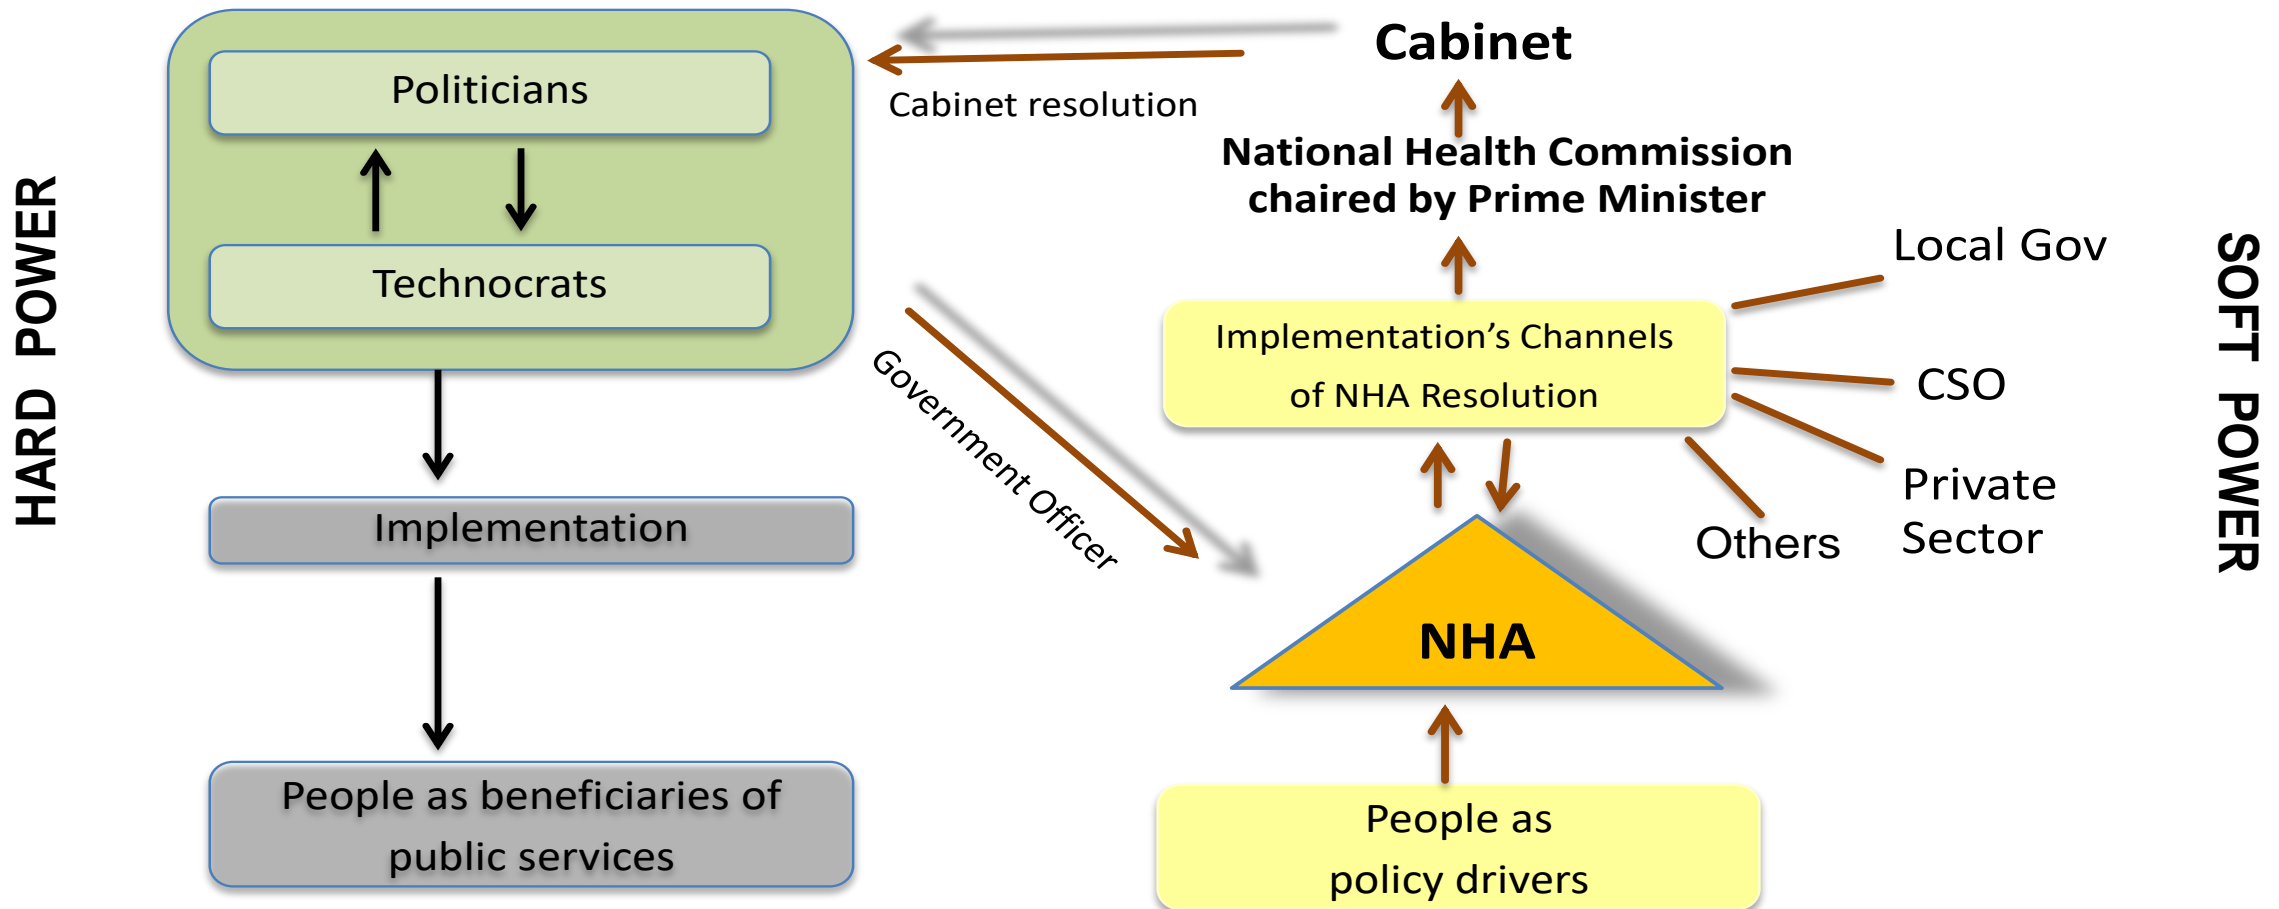 HARD POWER
Politicians
Technocrats
Implementation
People as beneficiaries of
public services
Cabinet resolution
Government Officer
Cabinet
National Health Commission
chaired by Prime Minister
Implementation’s Channels
of NHA Resolution
Local Gov
CSO
Private
Sector
Others
NHA
People as
policy drivers
SOFT POWER